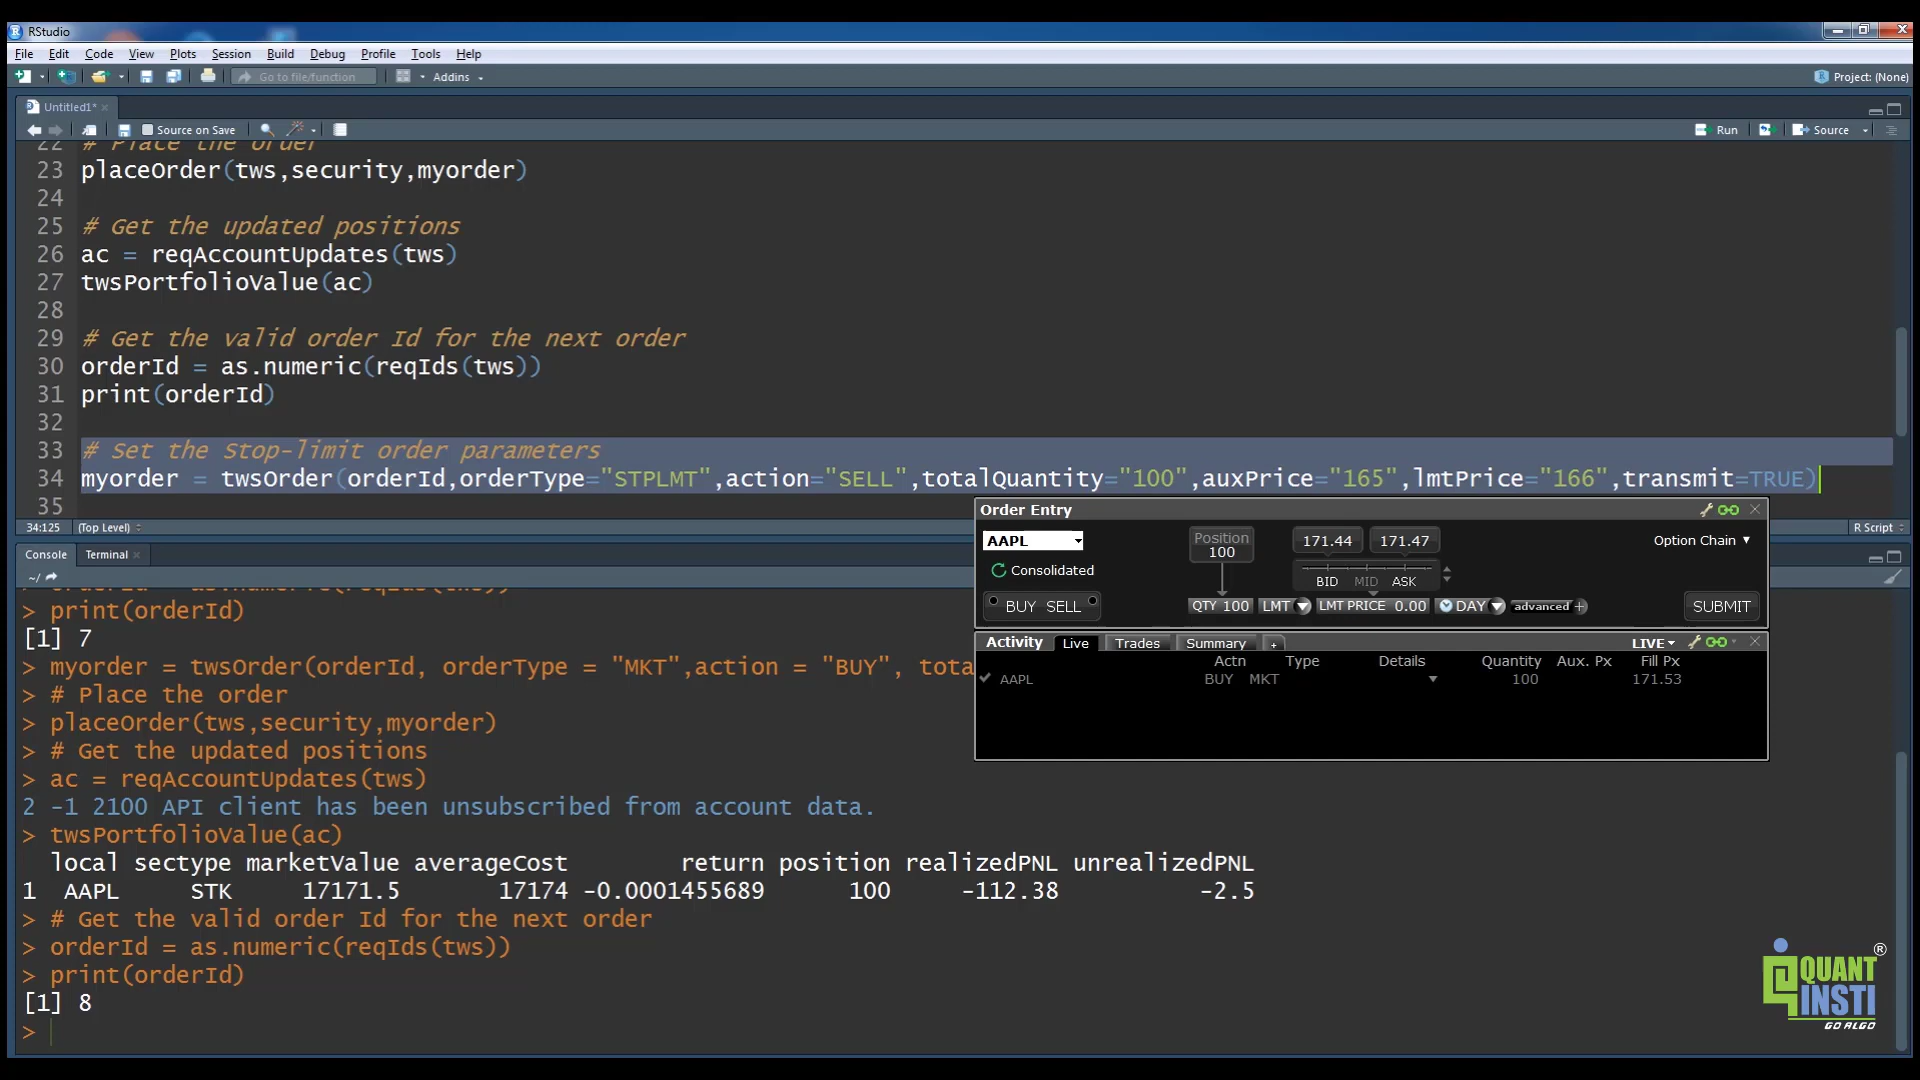 RStudio
File Edit Code View Plots Session Build Debug Profile Tools Help
Go to file/function Addins Project: (None)
Untitled1*
Source on Save Run Source
22 # Place the order
23 placeOrder(tws,security,myorder)
24
25 # Get the updated positions
26 ac = reqAccountUpdates(tws)
27 twsPortfolioValue(ac)
28
29 # Get the valid order Id for the next order
30 orderId = as.numeric(reqIds(tws))
31 print(orderId)
32
33 # Set the Stop-limit order parameters
34 myorder = twsOrder(orderId,orderType="STPLMT",action="SELL",totalQuantity="100",auxPrice="165",lmtPrice="166",transmit=TRUE)
35
34:125 (Top Level) R Script
Console Terminal
~/
> print(orderId)
[1] 7
> myorder = twsOrder(orderId, orderType = "MKT",action = "BUY", tota
> # Place the order
> placeOrder(tws,security,myorder)
> # Get the updated positions
> ac = reqAccountUpdates(tws)
2 -1 2100 API client has been unsubscribed from account data.
> twsPortfolioValue(ac)
local sectype marketValue averageCost return position realizedPNL unrealizedPNL
1 AAPL STK 17171.5 17174 -0.0001455689 100 -112.38 -2.5
> # Get the valid order Id for the next order
> orderId = as.numeric(reqIds(tws))
> print(orderId)
[1] 8
>
Order Entry
AAPL Position 100 171.44 171.47 Option Chain
Consolidated BID MID ASK
BUY SELL QTY 100 LMT LMT PRICE 0.00 DAY advanced + SUBMIT
Activity Live Trades Summary + LIVE
Actn Type Details Quantity Aux. Px Fill Px
AAPL BUY MKT 100 171.53
QUANT
INSTI
GO ALGO
®